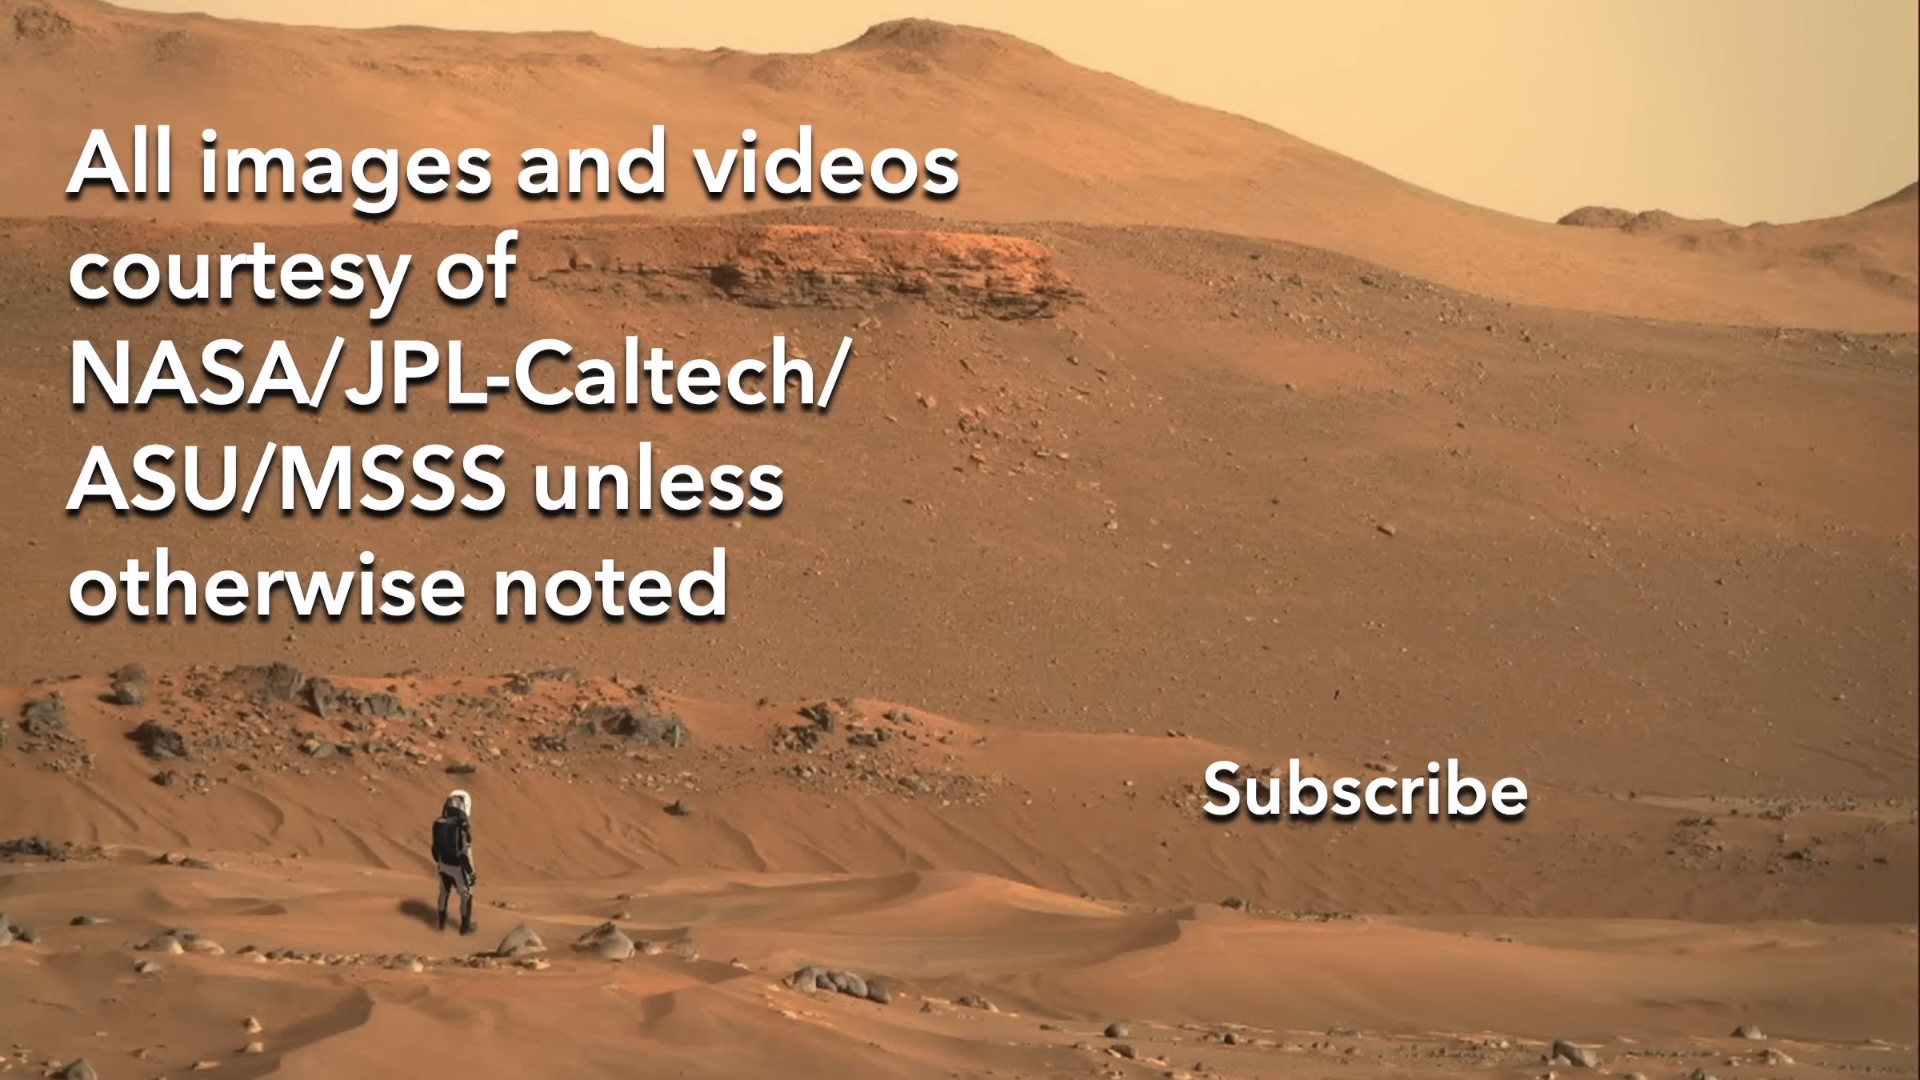 All images and videos
courtesy of
NASA/JPL-Caltech/
ASU/MSSS unless
otherwise noted
Subscribe